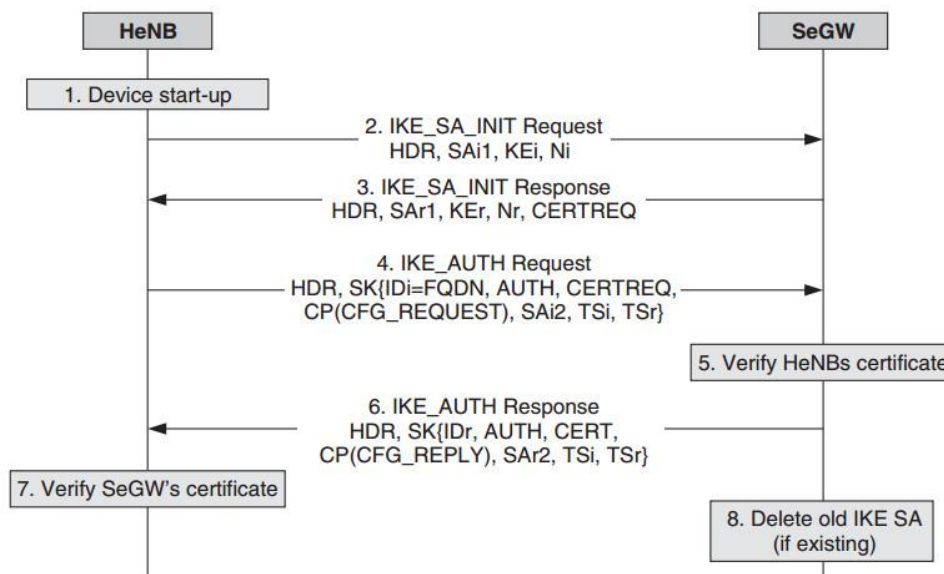 HeNB
SeGW
1. Device start-up
2. IKE_SA_INIT Request
HDR, SAi1, KEi, Ni
3. IKE_SA_INIT Response
HDR, SAr1, KEr, Nr, CERTREQ
4. IKE_AUTH Request
HDR, SK{IDi=FQDN, AUTH, CERTREQ,
CP(CFG_REQUEST), SAi2, TSi, TSr}
5. Verify HeNBs certificate
6. IKE_AUTH Response
HDR, SK{IDr, AUTH, CERT,
CP(CFG_REPLY), SAr2, TSi, TSr}
7. Verify SeGW's certificate
8. Delete old IKE SA
(if existing)